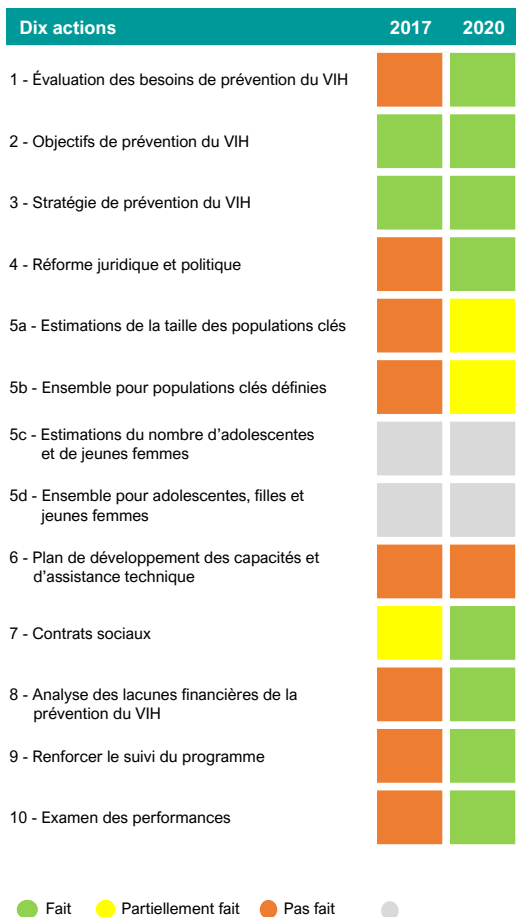 Dix actions 2017 2020
1 - Évaluation des besoins de prévention du VIH
2 - Objectifs de prévention du VIH
3 - Stratégie de prévention du VIH
4 - Réforme juridique et politique
5a - Estimations de la taille des populations clés
5b - Ensemble pour populations clés définies
5c - Estimations du nombre d'adolescentes
et de jeunes femmes
5d - Ensemble pour adolescentes, filles et
jeunes femmes
6 - Plan de développement des capacités et
d'assistance technique
7 - Contrats sociaux
8 - Analyse des lacunes financières de la
prévention du VIH
9 - Renforcer le suivi du programme
10 - Examen des performances
Fait Partiellement fait Pas fait